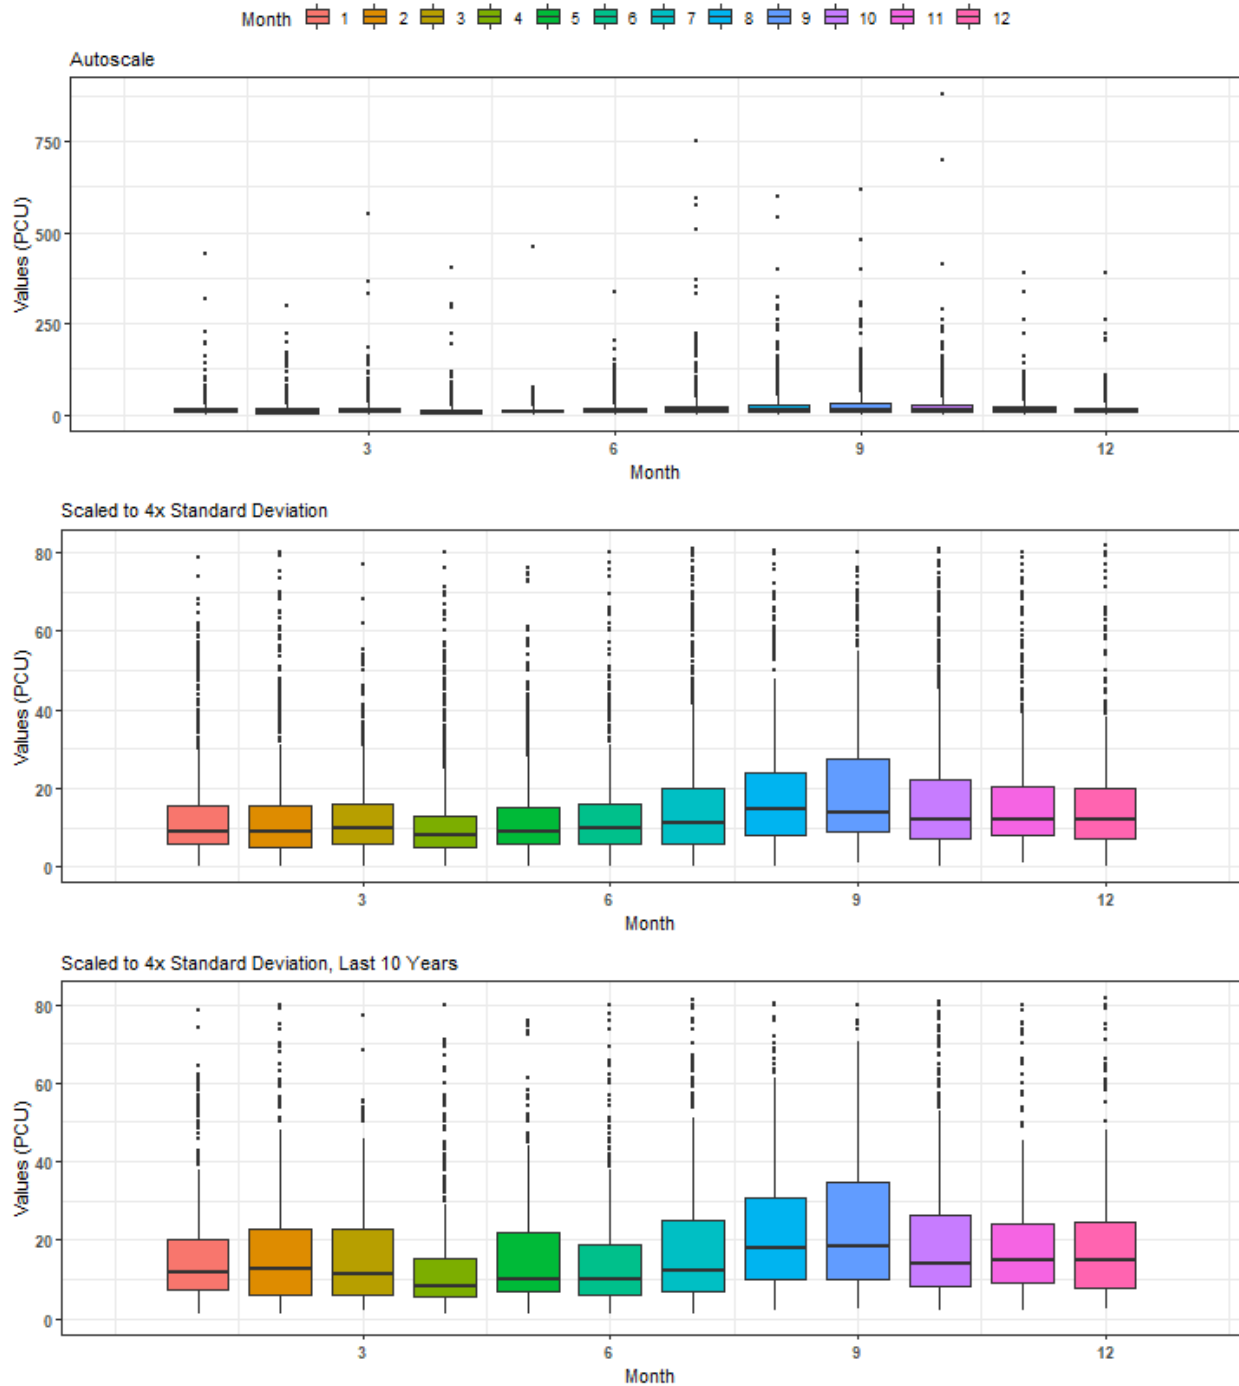 Month 1 2 3 4 5 6 7 8 9 10 11 12
Autoscale
Values (PCU)
750
500
250
0
3 6 9 12
Month
Scaled to 4x Standard Deviation
Values (PCU)
80
60
40
20
0
3 6 9 12
Month
Scaled to 4x Standard Deviation, Last 10 Years
Values (PCU)
80
60
40
20
0
3 6 9 12
Month